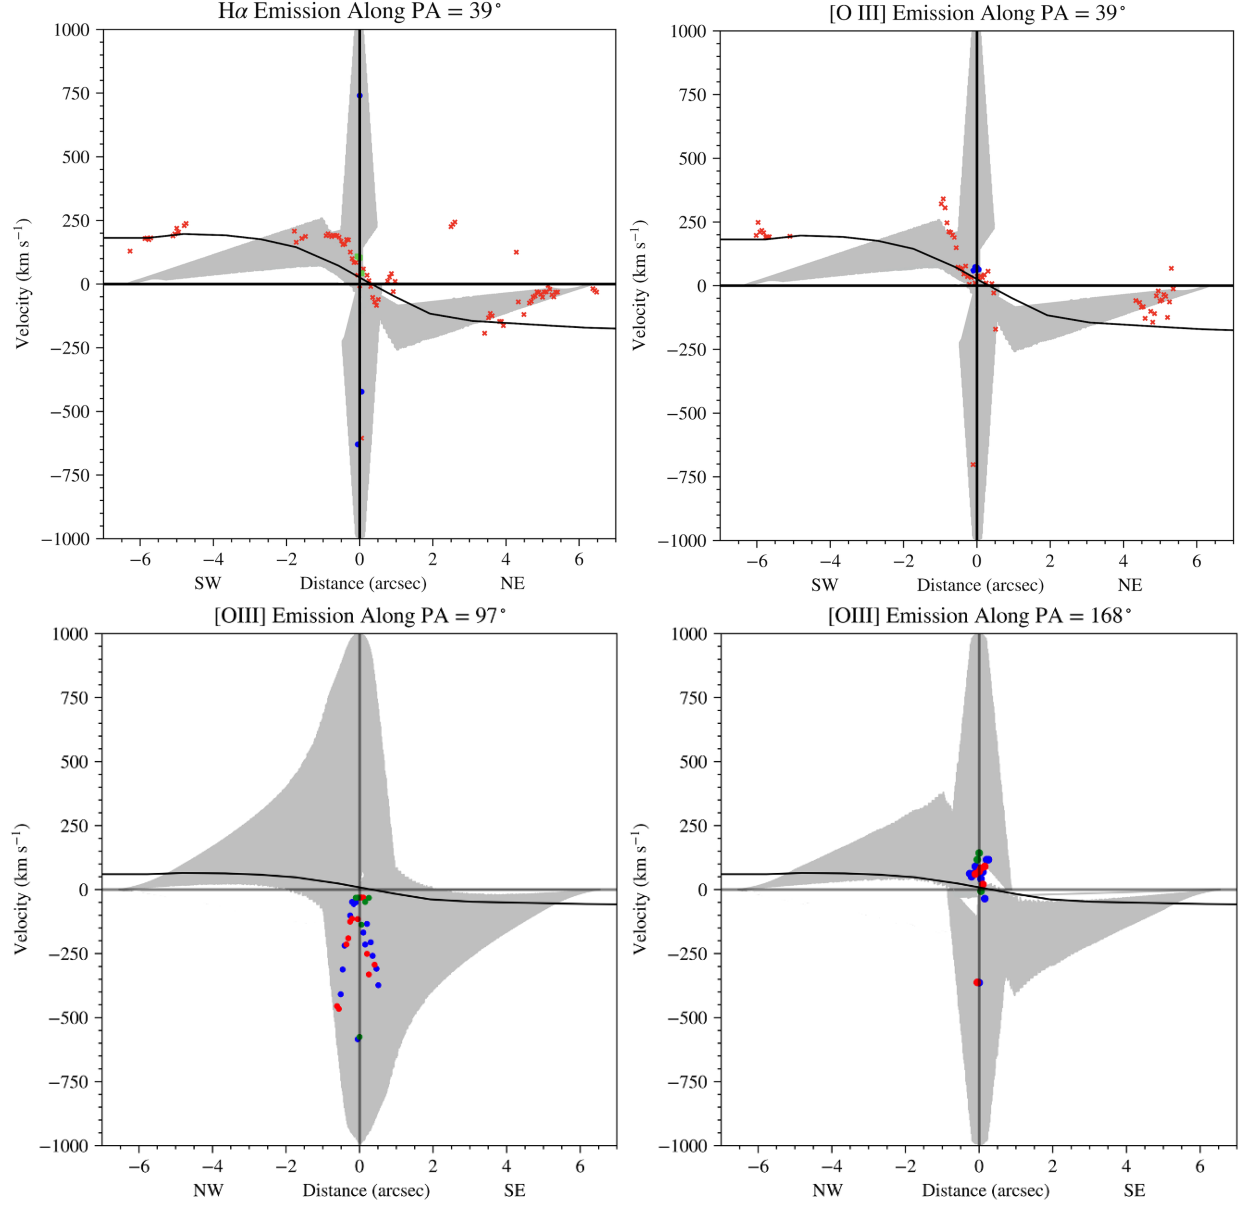 Hα Emission Along PA = 39°
1000
750
500
250
0
−250
−500
−750
−1000
Velocity (km s⁻¹)
−6 −4 −2 0 2 4 6
SW Distance (arcsec) NE
[O III] Emission Along PA = 39°
1000
750
500
250
0
−250
−500
−750
−1000
Velocity (km s⁻¹)
−6 −4 −2 0 2 4 6
SW Distance (arcsec) NE
[OIII] Emission Along PA = 97°
1000
750
500
250
0
−250
−500
−750
−1000
Velocity (km s⁻¹)
−6 −4 −2 0 2 4 6
NW Distance (arcsec) SE
[OIII] Emission Along PA = 168°
1000
750
500
250
0
−250
−500
−750
−1000
Velocity (km s⁻¹)
−6 −4 −2 0 2 4 6
NW Distance (arcsec) SE